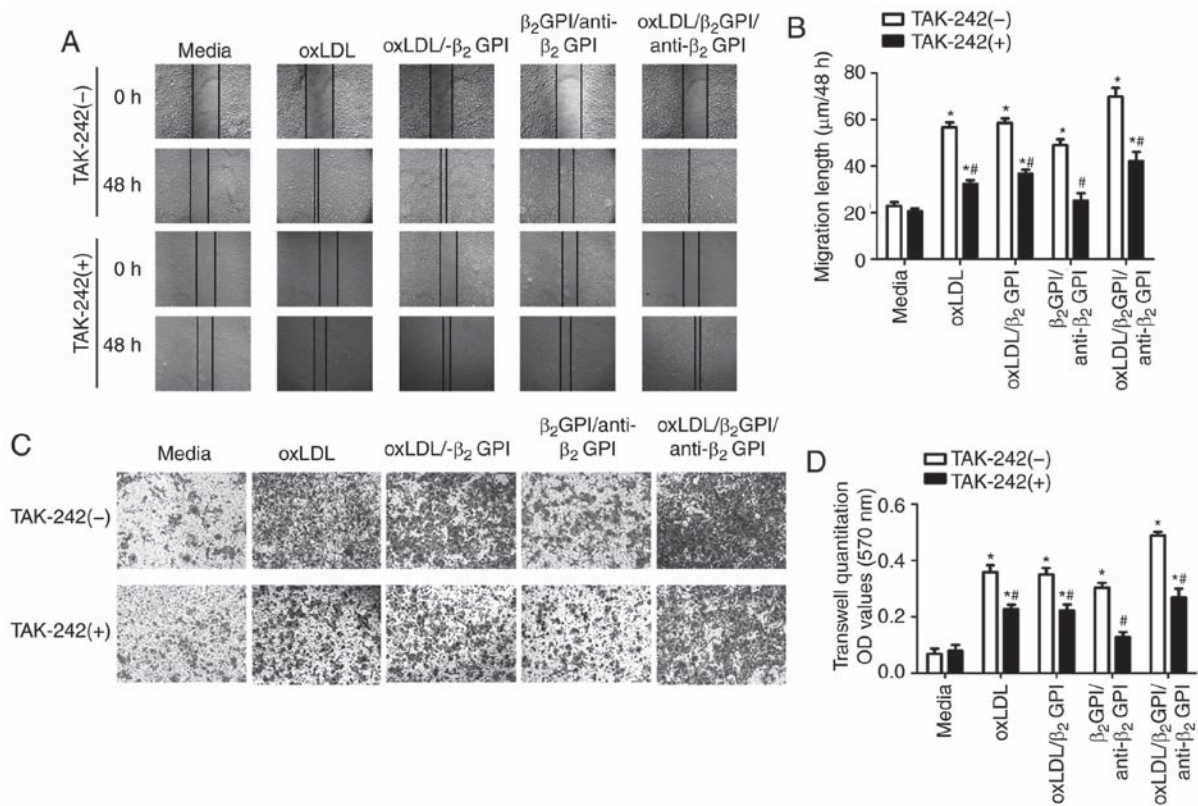 A
Media
oxLDL
oxLDL/-β₂ GPI
β₂GPI/anti-
β₂ GPI
oxLDL/β₂GPI/
anti-β₂ GPI
TAK-242(−)
0 h
48 h
TAK-242(+)
0 h
48 h
B
TAK-242(−)
TAK-242(+)
Migration length (μm/48 h)
80
60
40
20
0
*
*#
*
*#
*
#
*
*#
Media
oxLDL
oxLDL/β₂ GPI
β₂GPI/
anti-β₂ GPI
oxLDL/β₂GPI/
anti-β₂ GPI
C
Media
oxLDL
oxLDL/-β₂ GPI
β₂GPI/anti-
β₂ GPI
oxLDL/β₂GPI/
anti-β₂ GPI
TAK-242(−)
TAK-242(+)
D
TAK-242(−)
TAK-242(+)
Transwell quantitation
OD values (570 nm)
0.6
0.4
0.2
0.0
*
*#
*
*#
*
#
*
*#
Media
oxLDL
oxLDL/β₂ GPI
β₂GPI/
anti-β₂ GPI
oxLDL/β₂GPI/
anti-β₂ GPI